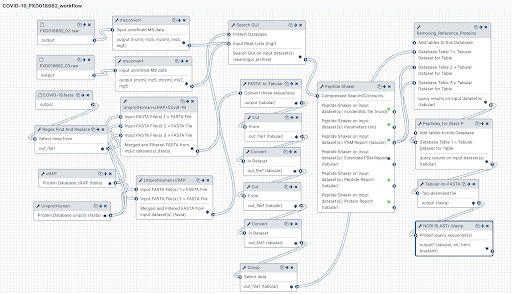 COVID-19_PXD018682_workflow
PXD018682_02.raw
output
PXD018682_03.raw
output
COVID-19.fasta
output
Regex Find And Replace
Select lines from
out_file1
cRAP
Protein Database cRAP (fasta)
UniprotHuman
Protein Database uniprot (fasta)
msconvert
Input unrefined MS data
output (mzml, mz5, mzxml, ms2, mgf)
msconvert
Input unrefined MS data
output (mzml, mz5, mzxml, ms2, mgf)
UniprotHuman+cRAP+Covid-19
Input FASTA File(s) 1 > FASTA File
Input FASTA File(s) 2 > FASTA File
Input FASTA File(s) 3 > FASTA File
Merged and Filtered FASTA from
input dataset(s) (fasta)
UniprotHuman+cRAP
Input FASTA File(s) 1 > FASTA File
Input FASTA File(s) 2 > FASTA File
Merged and Filtered FASTA from
input dataset(s) (fasta)
Search GUI
Protein Database
Input Peak Lists (mgf)
Search GUI on input dataset(s)
(searchgui_archive)
FASTA-to-Tabular
Convert these sequences
output (tabular)
Cut
From
out_file1 (tabular)
Convert
In Dataset
out_file1 (tabular)
Cut
From
out_file1 (tabular)
Convert
in Dataset
out_file1 (tabular)
Group
Select data
out_file1 (tabular)
Peptide Shaker
Compressed SearchGUI results
Peptide Shaker on input
dataset(s): mzidentML file (mzid)
Peptide Shaker on input
dataset(s): Parameters (txt)
Peptide Shaker on input
dataset(s): PSM Report (tabular)
Peptide Shaker on input
dataset(s): Extended PSM Report
(tabular)
Peptide Shaker on input
dataset(s): Peptide Report
(tabular)
Peptide Shaker on input
dataset(s): Protein Report
(tabular)
Removing_Reference_Proteins
Add tables to this Database
Database Table 1 > Tabular
Dataset for Table
Database Table 2 > Tabular
Dataset for Table
Database Table 3 > Tabular
Dataset for Table
query results on input dataset(s)
(tabular)
Peptides_for_Blast-P
Add tables to this Database
Database Table 1 > Tabular
Dataset for Table
query results on input dataset(s)
(tabular)
Tabular-to-FASTA
Tab-delimited file
output (fasta)
NCBI BLAST+ blastp
Protein query sequence(s)
output1 (tabular, txt, html,
blastxml)